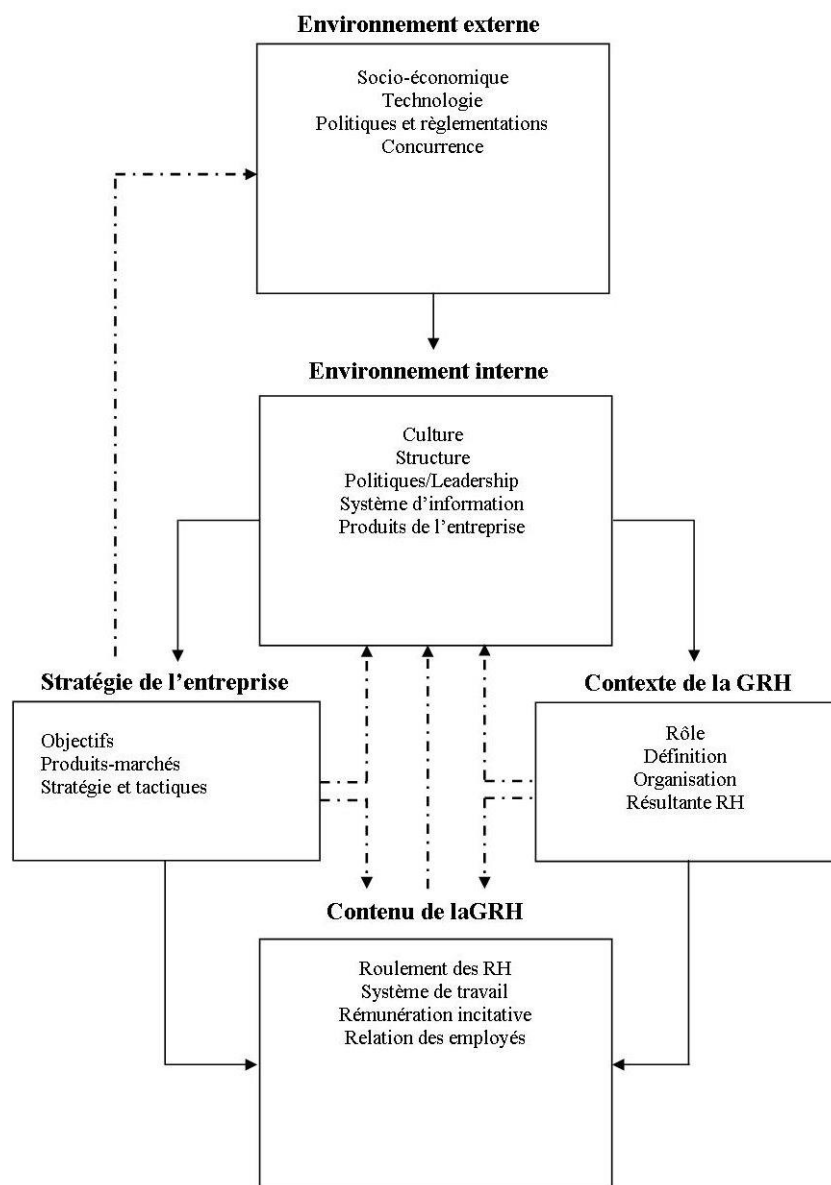 Environnement externe
Socio-économique
Technologie
Politiques et règlementations
Concurrence
Environnement interne
Culture
Structure
Politiques/Leadership
Système d’information
Produits de l’entreprise
Stratégie de l’entreprise
Objectifs
Produits-marchés
Stratégie et tactiques
Contexte de la GRH
Rôle
Définition
Organisation
Résultante RH
Contenu de laGRH
Roulement des RH
Système de travail
Rémunération incitative
Relation des employés